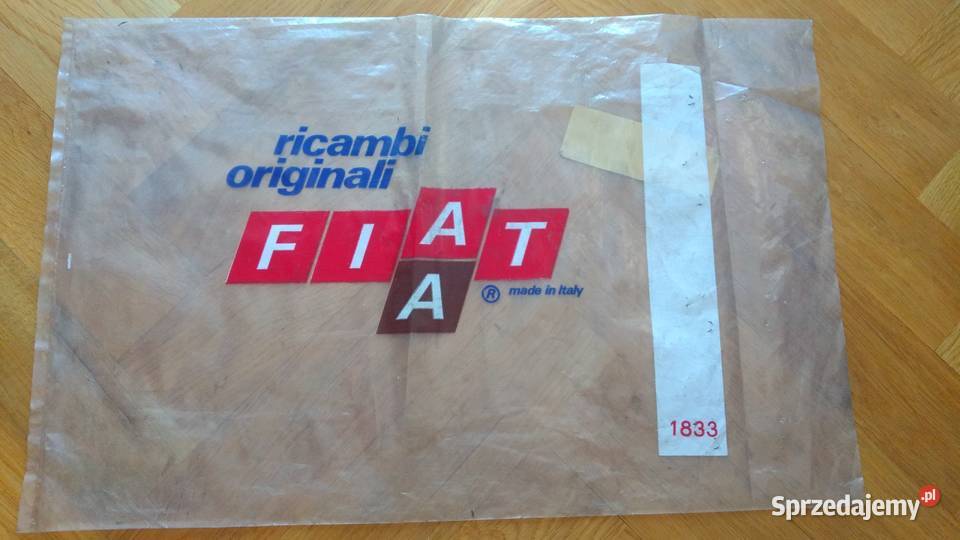 ricambi
originali
FIAT
A
® made in Italy
1833
Sprzedajemy.pl